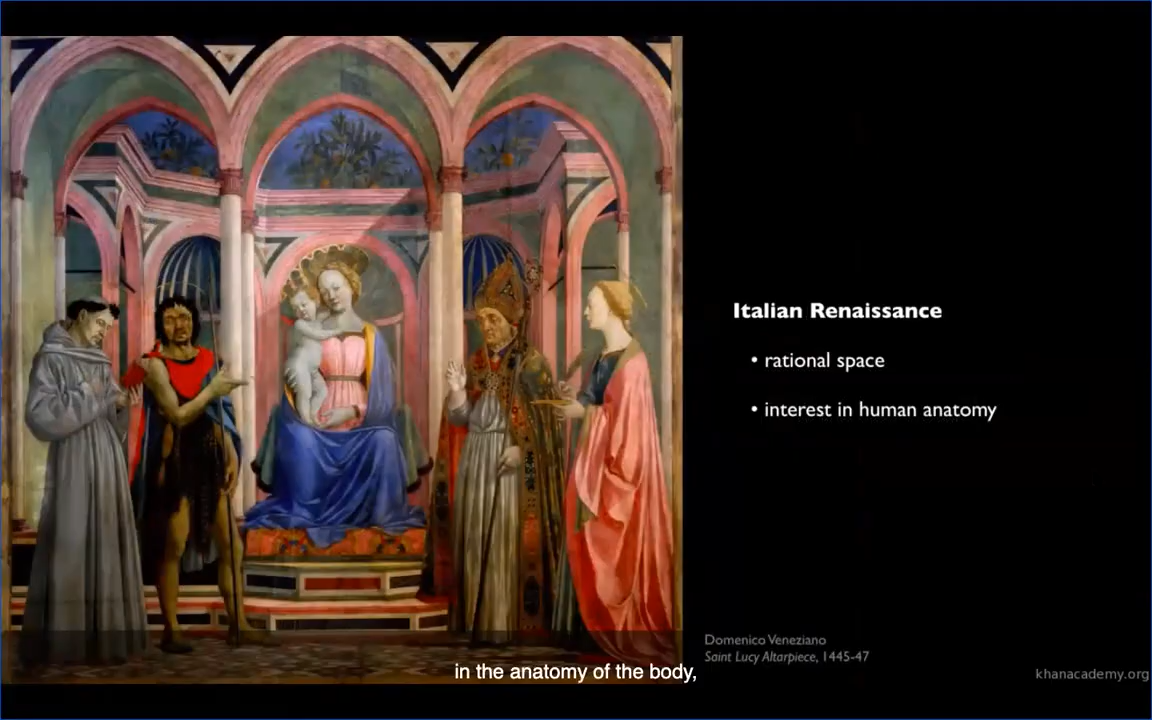 Italian Renaissance
• rational space
• interest in human anatomy
Domenico Veneziano
Saint Lucy Altarpiece, 1445-47
in the anatomy of the body,
khanacademy.org